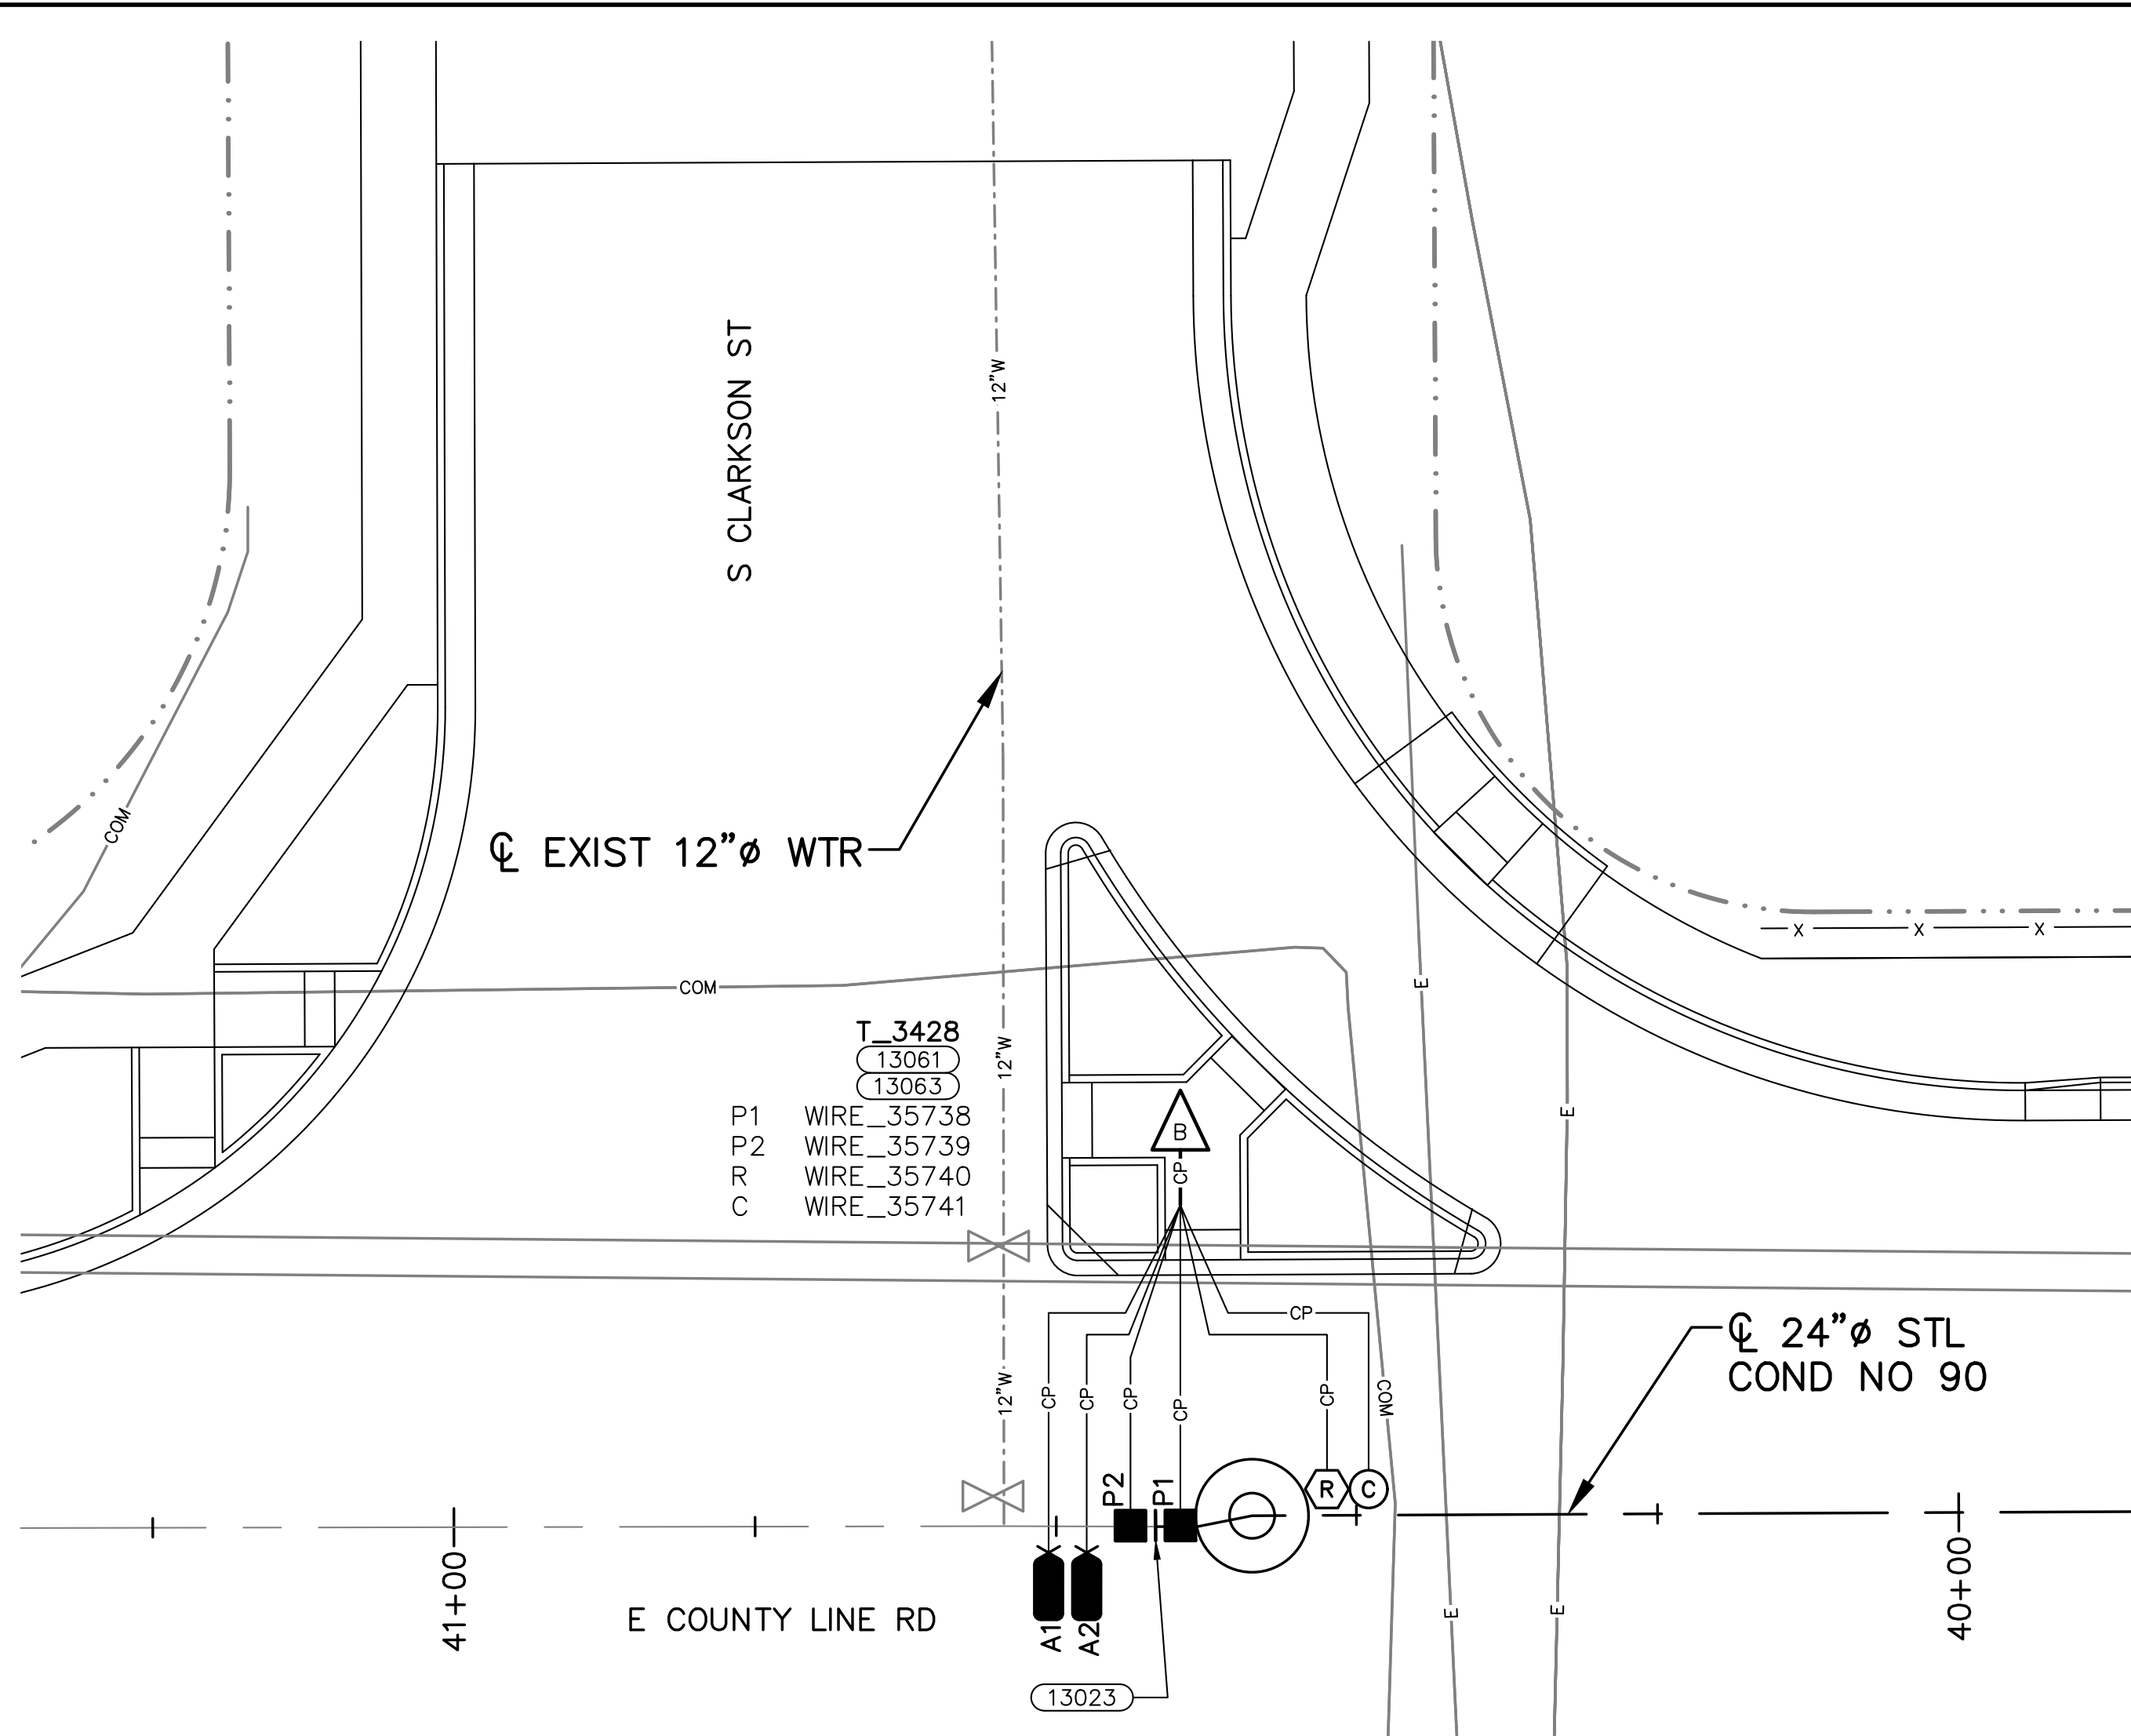 S CLARKSON ST
12"W
℄ EXIST 12"ø WTR
COM
COM
E
X X X
T_3428
13061
13063
P1 WIRE_35738
P2 WIRE_35739
R WIRE_35740
C WIRE_35741
12"W
B
CP
E
CP
℄ 24"ø STL
COND NO 90
12"W
CP
CP
CP
CP
CP
COM
P2
P1
R
C
41+00
40+00
E COUNTY LINE RD
A1
A2
E
E
13023